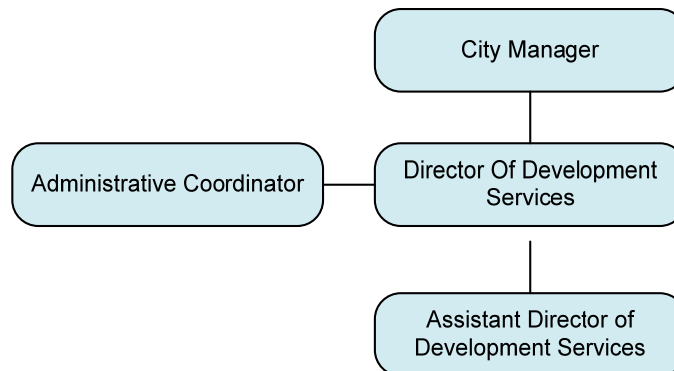 City Manager
Administrative Coordinator
Director Of Development
Services
Assistant Director of
Development Services